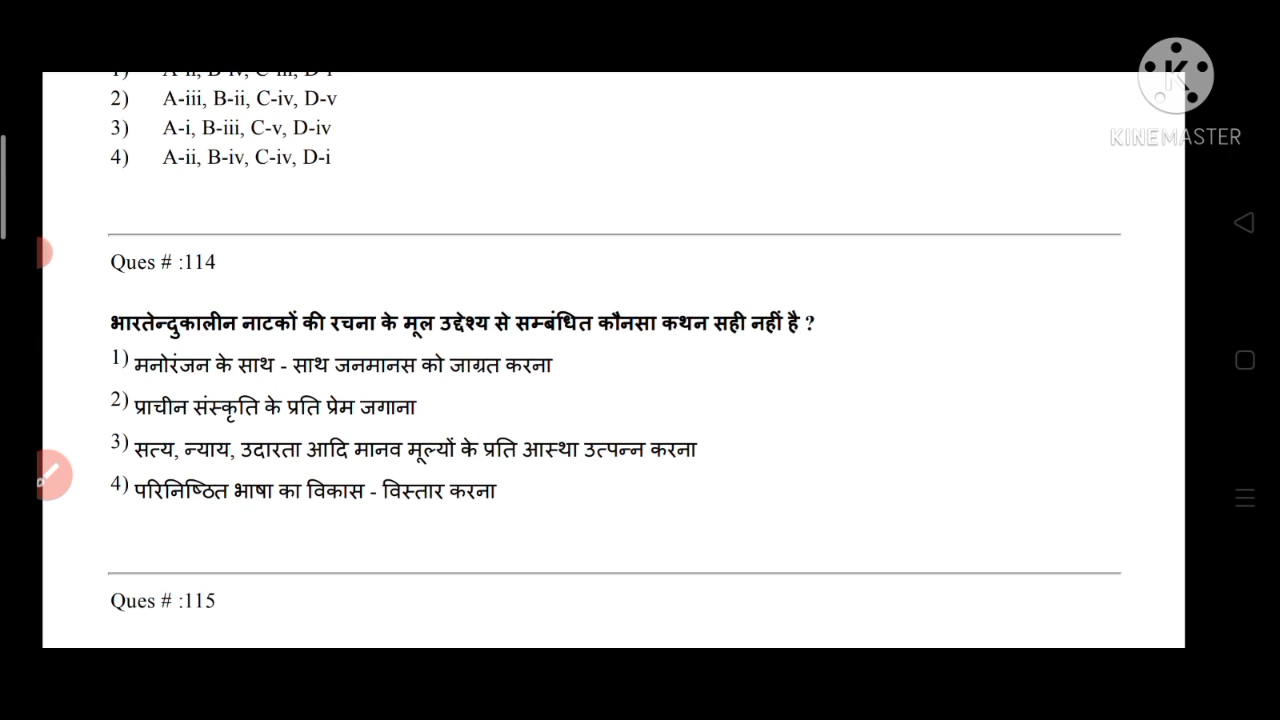 2) A-iii, B-ii, C-iv, D-v
3) A-i, B-iii, C-v, D-iv
4) A-ii, B-iv, C-iv, D-i
KINEMASTER
Ques # :114
भारतेन्दुकालीन नाटकों की रचना के मूल उद्देश्य से सम्बंधित कौनसा कथन सही नहीं है ?
1) मनोरंजन के साथ - साथ जनमानस को जाग्रत करना
2) प्राचीन संस्कृति के प्रति प्रेम जगाना
3) सत्य, न्याय, उदारता आदि मानव मूल्यों के प्रति आस्था उत्पन्न करना
4) परिनिष्ठित भाषा का विकास - विस्तार करना
Ques # :115